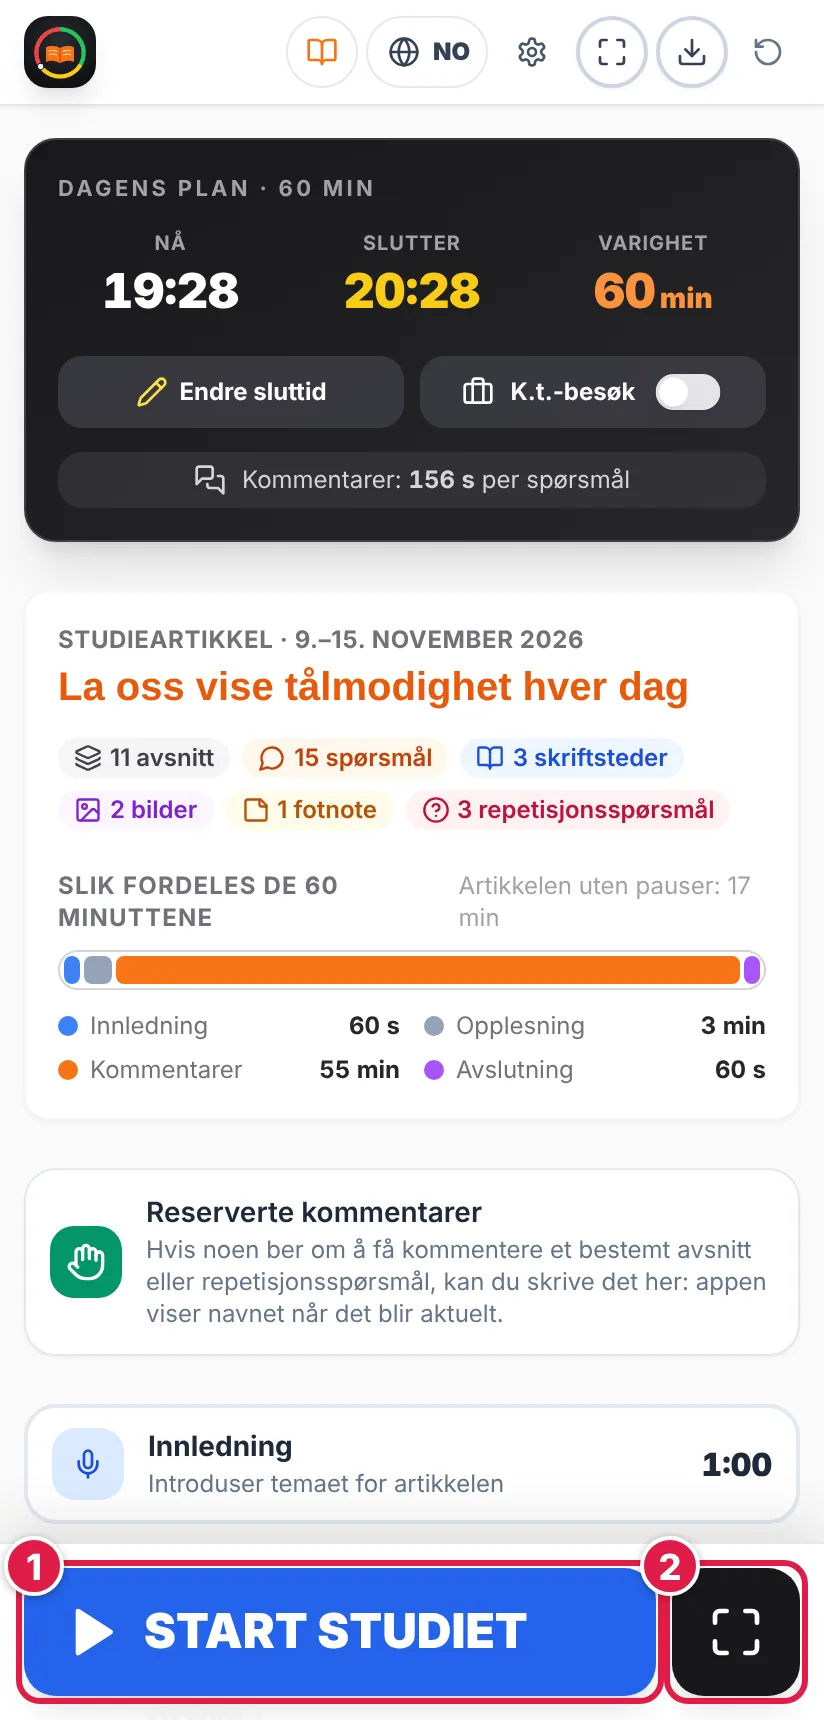 NO
DAGENS PLAN · 60 MIN
NÅ
SLUTTER
VARIGHET
19:28
20:28
60 min
Endre sluttid
K.t.-besøk
Kommentarer: 156 s per spørsmål
STUDIEARTIKKEL · 9.–15. NOVEMBER 2026
La oss vise tålmodighet hver dag
11 avsnitt
15 spørsmål
3 skriftsteder
2 bilder
1 fotnote
3 repetisjonsspørsmål
SLIK FORDELES DE 60
MINUTTENE
Artikkelen uten pauser: 17
min
Innledning 60 s
Opplesning 3 min
Kommentarer 55 min
Avslutning 60 s
Reserverte kommentarer
Hvis noen ber om å få kommentere et bestemt avsnitt
eller repetisjonsspørsmål, kan du skrive det her: appen
viser navnet når det blir aktuelt.
Innledning
Introduser temaet for artikkelen
1:00
1
2
START STUDIET